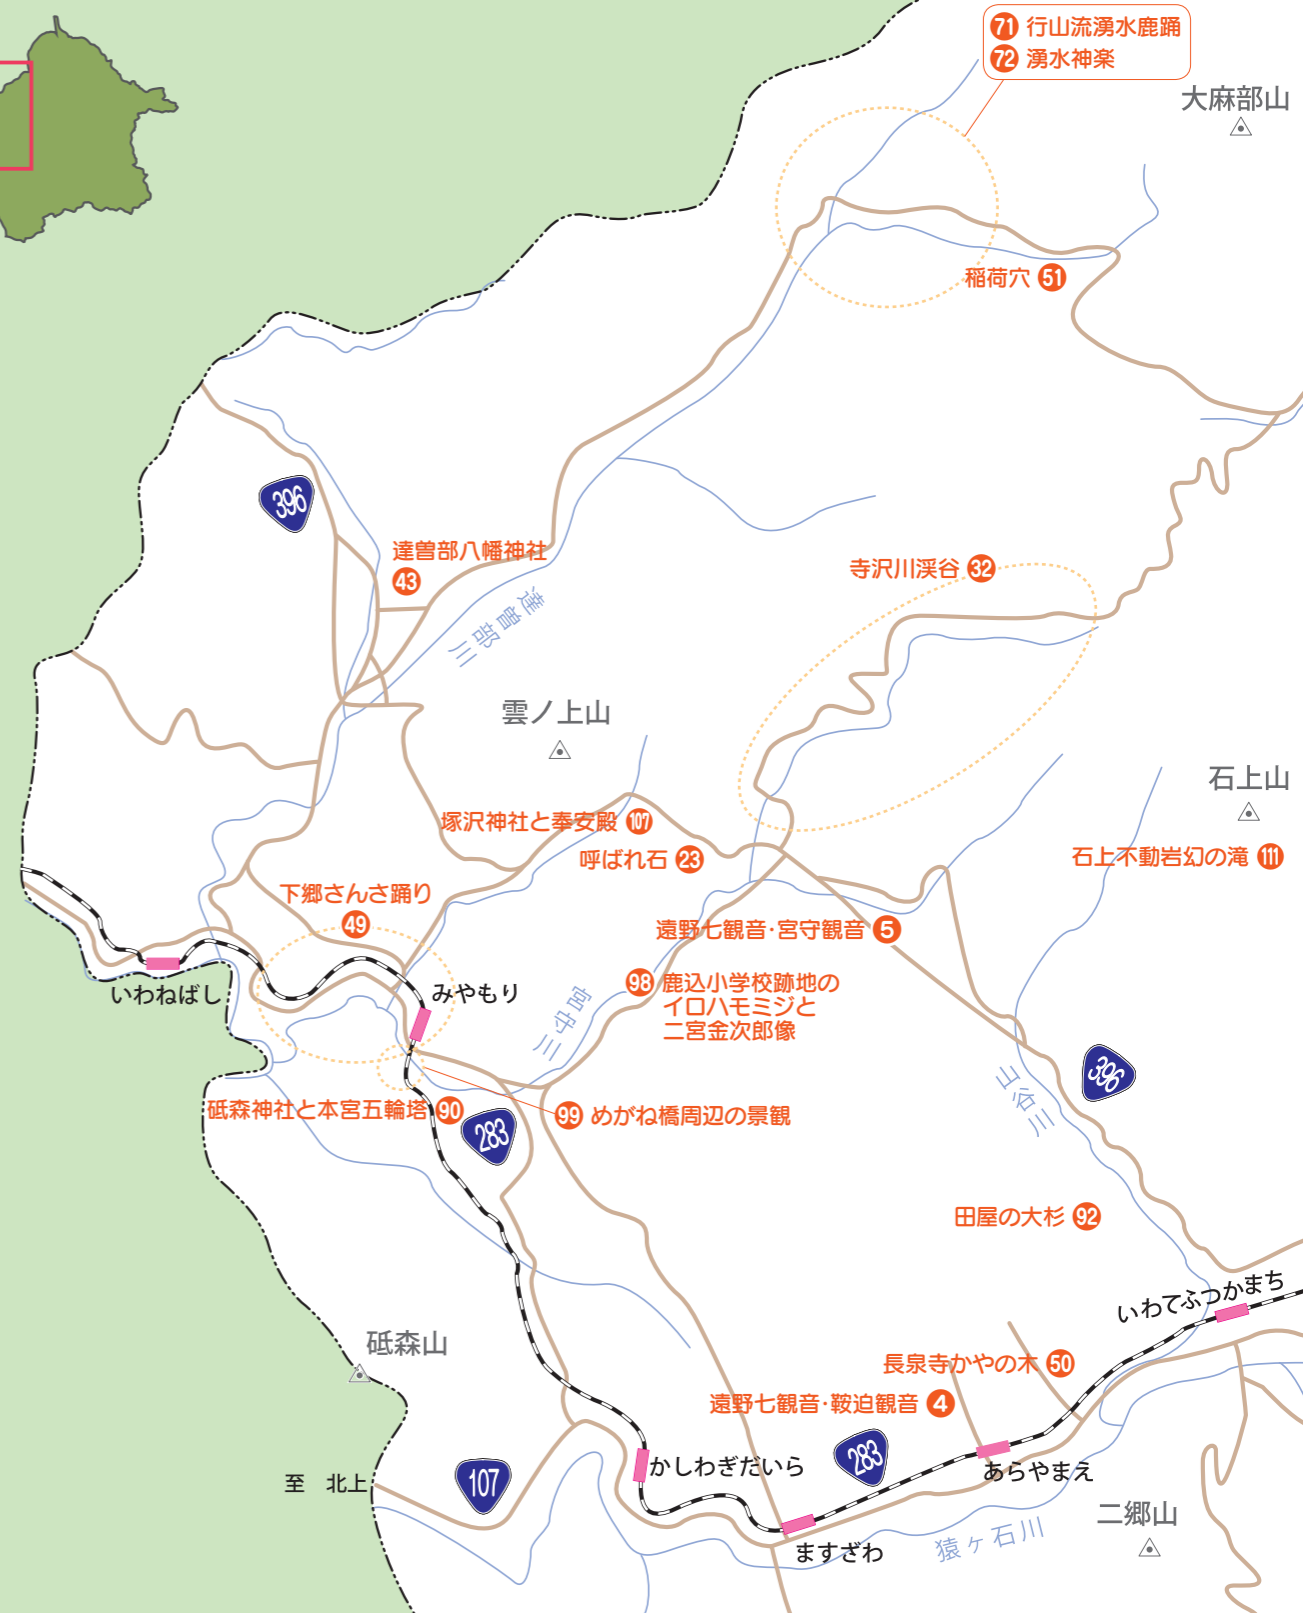 71 行山流湧水鹿踊
72 湧水神楽
大麻部山
稲荷穴 51
396
達曽部八幡神社
43
寺沢川渓谷 32
達曽部川
雲ノ上山
石上山
塚沢神社と奉安殿 107
呼ばれ石 23
石上不動岩幻の滝 111
下郷さんさ踊り
49
遠野七観音・宮守観音 5
いわねばし
みやもり
98 鹿込小学校跡地の
イロハモミジと
二宮金次郎像
宮守川
山谷川
396
砥森神社と本宮五輪塔 90
283
99 めがね橋周辺の景観
田屋の大杉 92
いわてふつかまち
砥森山
長泉寺かやの木 50
遠野七観音・鞍迫観音 4
283
かしわぎだいら
あらやまえ
至 北上
107
二郷山
ますざわ
猿ヶ石川